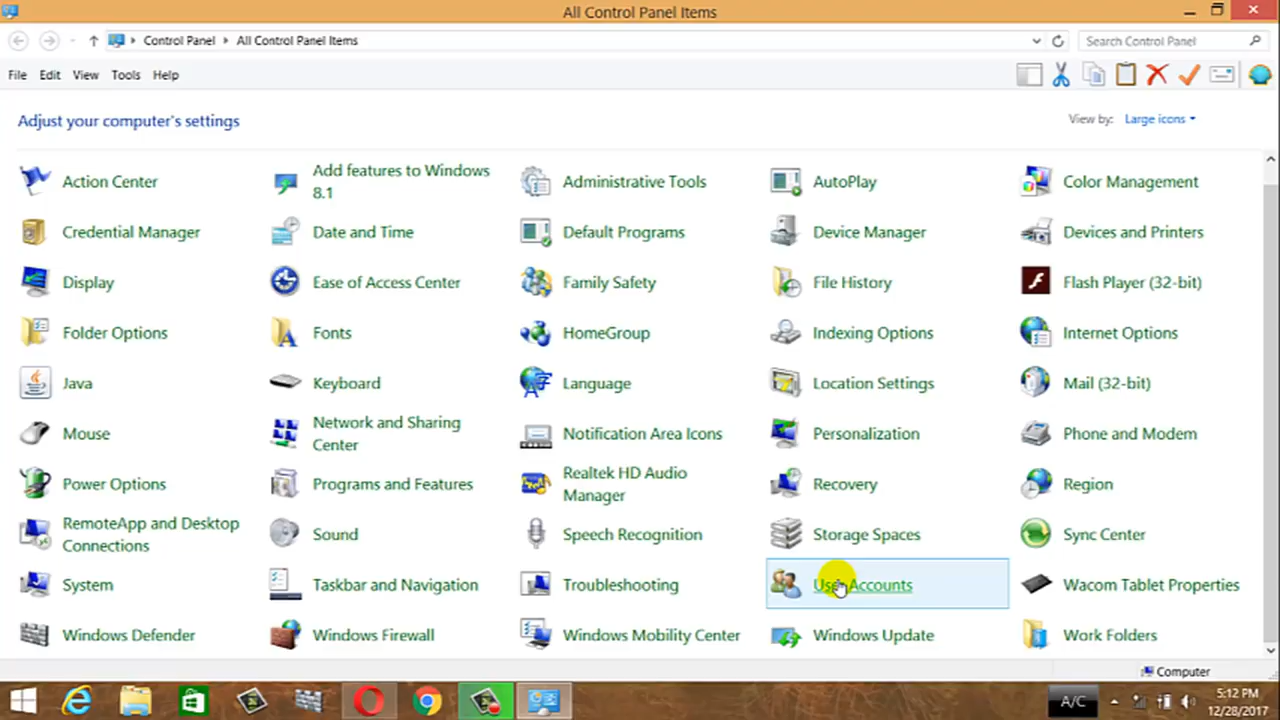 All Control Panel Items
Control Panel All Control Panel Items Search Control Panel
File Edit View Tools Help
Adjust your computer's settings
View by: Large icons
Action Center
Add features to Windows
8.1
Administrative Tools
AutoPlay
Color Management
Credential Manager
Date and Time
Default Programs
Device Manager
Devices and Printers
Display
Ease of Access Center
Family Safety
File History
Flash Player (32-bit)
Folder Options
Fonts
HomeGroup
Indexing Options
Internet Options
Java
Keyboard
Language
Location Settings
Mail (32-bit)
Mouse
Network and Sharing
Center
Notification Area Icons
Personalization
Phone and Modem
Power Options
Programs and Features
Realtek HD Audio
Manager
Recovery
Region
RemoteApp and Desktop
Connections
Sound
Speech Recognition
Storage Spaces
Sync Center
System
Taskbar and Navigation
Troubleshooting
User Accounts
Wacom Tablet Properties
Windows Defender
Windows Firewall
Windows Mobility Center
Windows Update
Work Folders
Computer
A/C
5:12 PM
12/28/2017